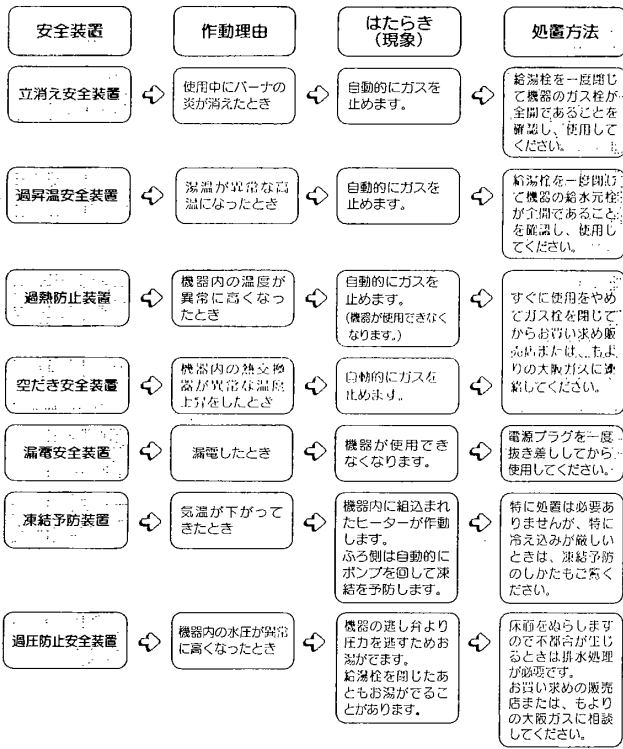 安全装置
作動理由
はたらき
(現象)
処置方法
立消え安全装置
使用中にバーナの
炎が消えたとき
自動的にガスを
止めます。
給湯栓を一度閉じ
て機器のガス栓が
全開であることを
確認し、使用して
ください。
過昇温安全装置
湯温が異常な高
温になったとき
自動的にガスを
止めます。
給湯栓を一度閉じ
て機器の給水元栓
が全開であること
を確認し、使用し
てください。
過熱防止装置
機器内の温度が
異常に高くなっ
たとき
自動的にガスを
止めます。
(機器が使用できなく
なります。)
すぐに使用をやめ
てガス栓を閉じて
からお買い求め販
売店または、もよ
りの大阪ガスに連
絡してください。
空だき安全装置
機器内の熱交換
器が異常な温度
上昇をしたとき
自動的にガスを
止めます。
漏電安全装置
漏電したとき
機器が使用でき
なくなります。
電源プラグを一度
抜き差ししてから
使用してください。
凍結予防装置
気温が下がって
きたとき
機器内に組込まれ
たヒーターが作動
します。
ふろ側は自動的に
ポンプを回して凍
結を予防します。
特に処置は必要あ
りませんが、特に
冷え込みが厳しい
ときは、凍結予防
のしかたもご覧く
ださい。
過圧防止安全装置
機器内の水圧が異常
に高くなったとき
機器の逃し弁より
圧力を逃すためお
湯がでます。
給湯栓を閉じたあ
ともお湯がでるこ
とがあります。
床面をぬらします
ので不都合が生じ
るときは排水処理
が必要です。
お買い求めの販売
店または、もより
の大阪ガスに相談
してください。